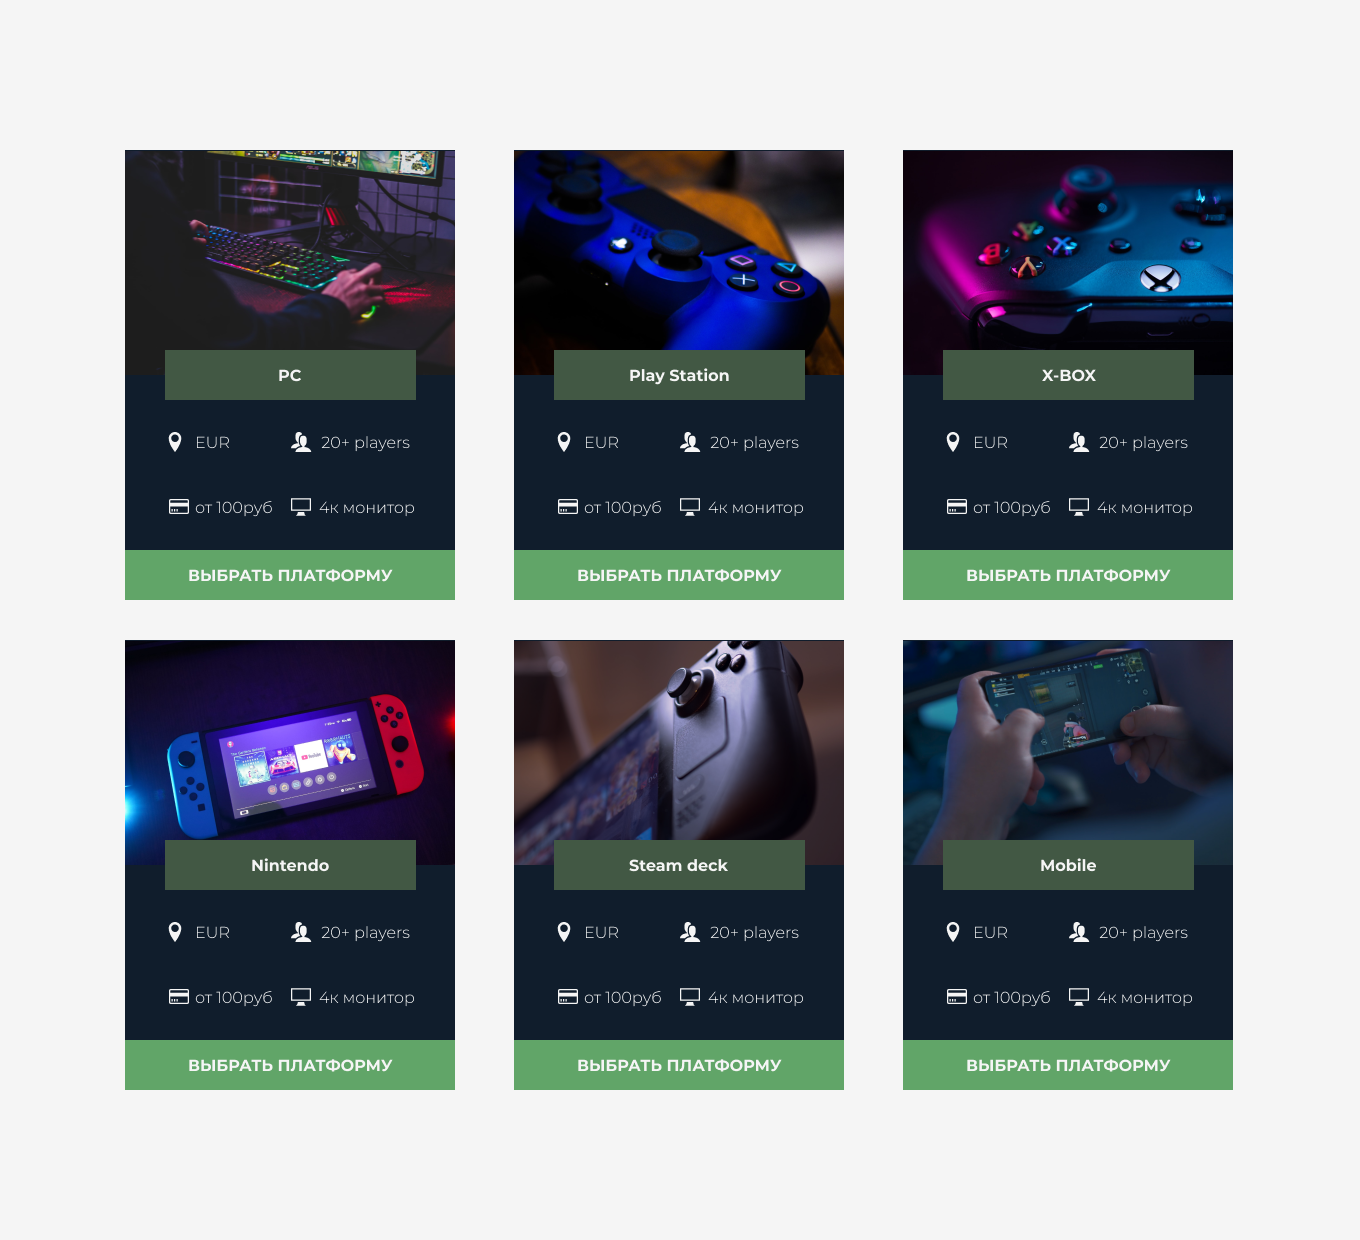 PC
EUR
20+ players
от 100руб
4к монитор
ВЫБРАТЬ ПЛАТФОРМУ
Play Station
EUR
20+ players
от 100руб
4к монитор
ВЫБРАТЬ ПЛАТФОРМУ
X-BOX
EUR
20+ players
от 100руб
4к монитор
ВЫБРАТЬ ПЛАТФОРМУ
Nintendo
EUR
20+ players
от 100руб
4к монитор
ВЫБРАТЬ ПЛАТФОРМУ
Steam deck
EUR
20+ players
от 100руб
4к монитор
ВЫБРАТЬ ПЛАТФОРМУ
Mobile
EUR
20+ players
от 100руб
4к монитор
ВЫБРАТЬ ПЛАТФОРМУ